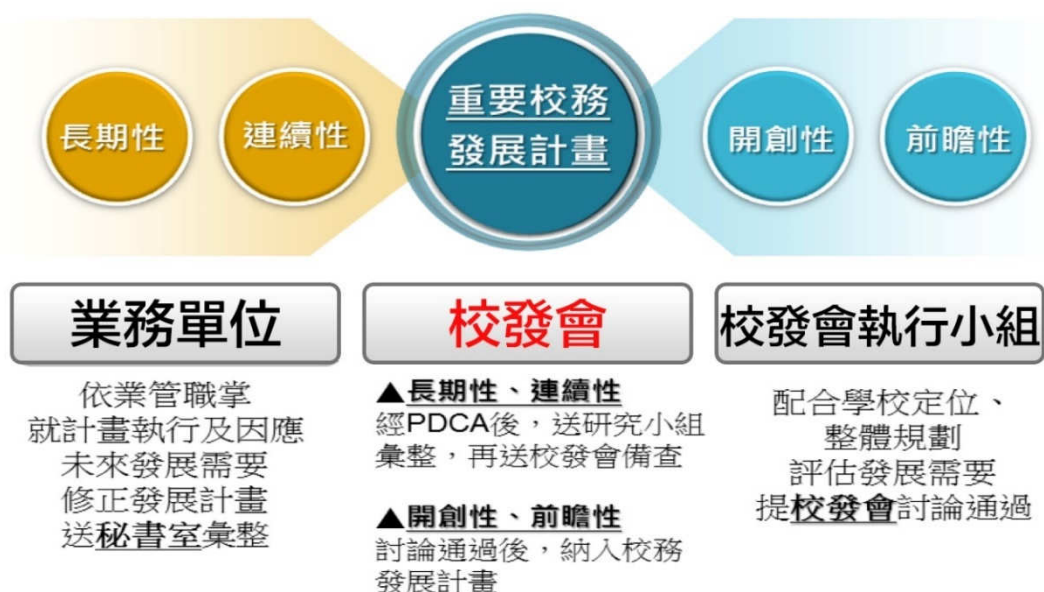 長期性
連續性
重要校務
發展計畫
開創性
前瞻性
業務單位
依業管職掌
就計畫執行及因應
未來發展需要
修正發展計畫
送秘書室彙整
校發會
▲長期性、連續性
經PDCA後，送研究小組
彙整，再送校發會備查
▲開創性、前瞻性
討論通過後，納入校務
發展計畫
校發會執行小組
配合學校定位、
整體規劃
評估發展需要
提校發會討論通過